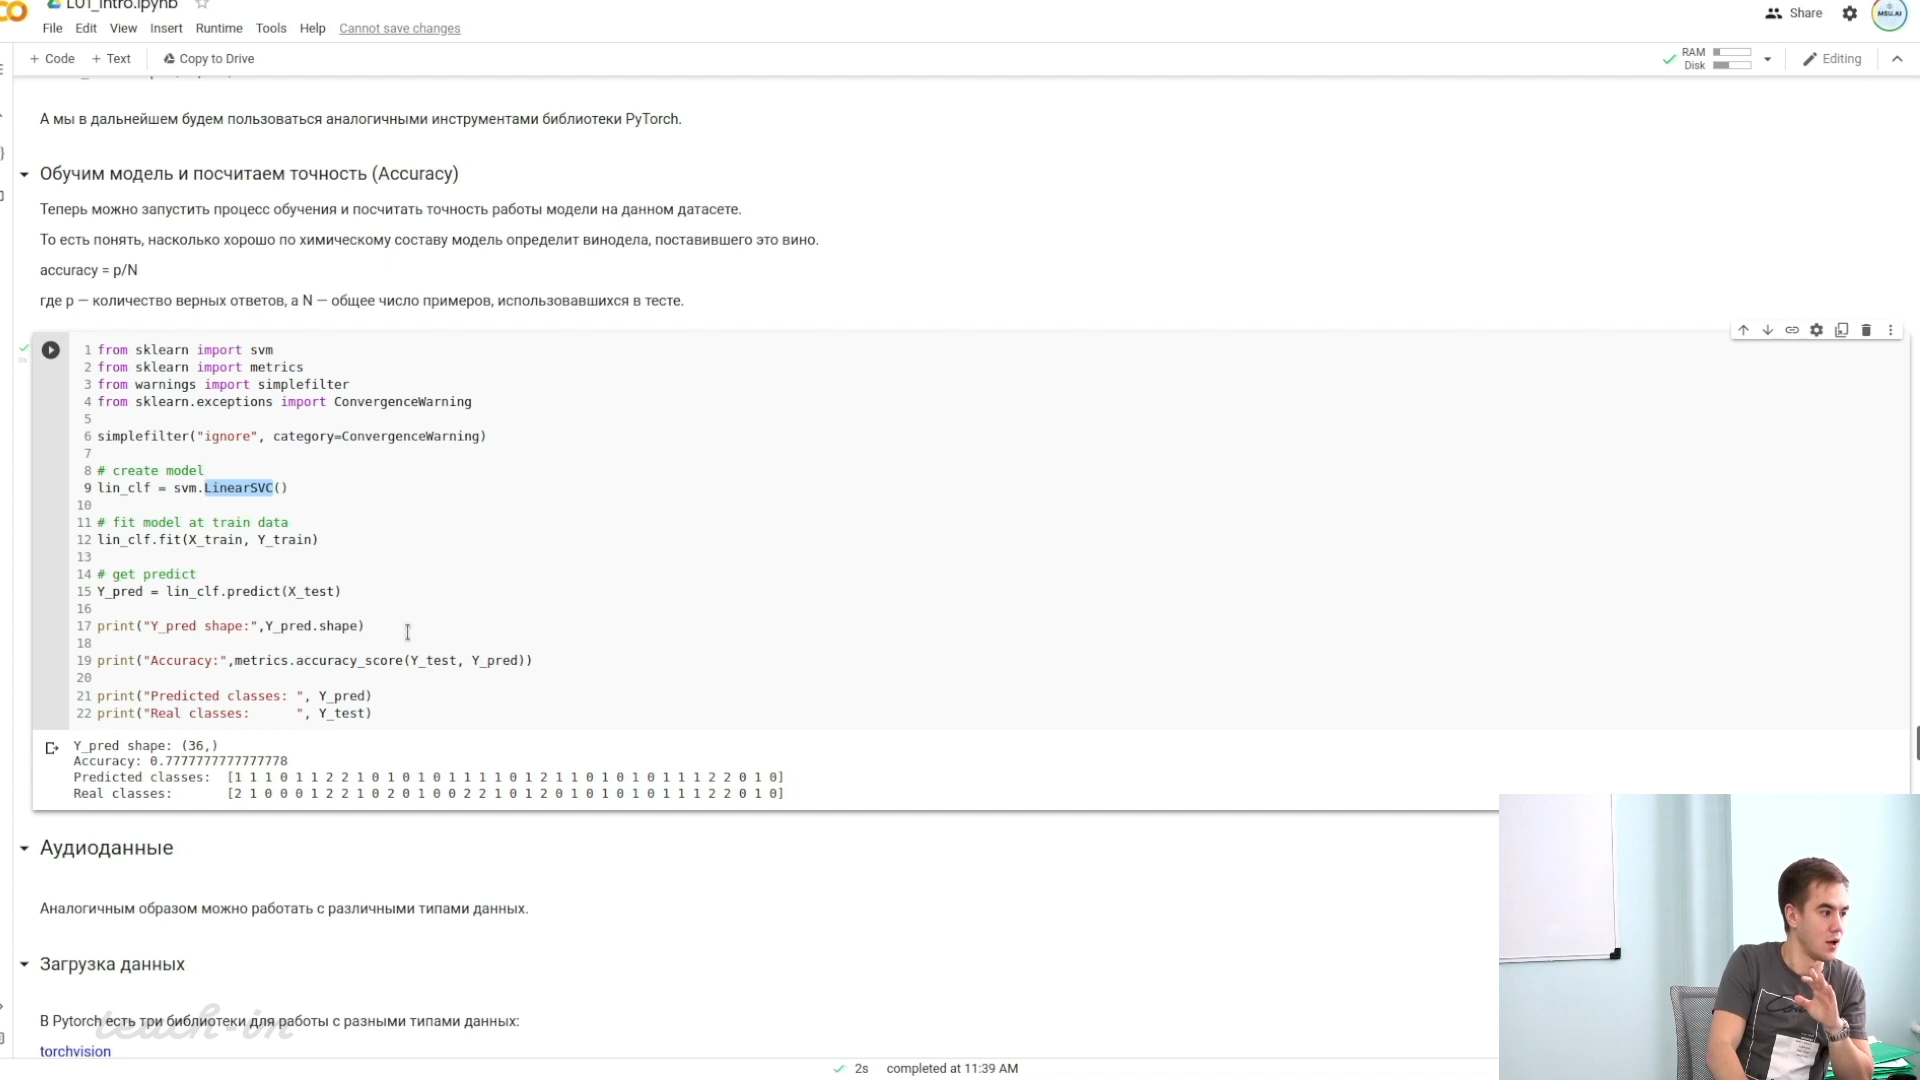 L01_Intro.ipynb
File Edit View Insert Runtime Tools Help Cannot save changes
Share
MSU.AI
+ Code + Text Copy to Drive
RAM
Disk
Editing
А мы в дальнейшем будем пользоваться аналогичными инструментами библиотеки PyTorch.
Обучим модель и посчитаем точность (Accuracy)
Теперь можно запустить процесс обучения и посчитать точность работы модели на данном датасете.
То есть понять, насколько хорошо по химическому составу модель определит винодела, поставившего это вино.
accuracy = p/N
где p — количество верных ответов, а N — общее число примеров, использовавшихся в тесте.
1 from sklearn import svm
2 from sklearn import metrics
3 from warnings import simplefilter
4 from sklearn.exceptions import ConvergenceWarning
5
6 simplefilter("ignore", category=ConvergenceWarning)
7
8 # create model
9 lin_clf = svm.LinearSVC()
10
11 # fit model at train data
12 lin_clf.fit(X_train, Y_train)
13
14 # get predict
15 Y_pred = lin_clf.predict(X_test)
16
17 print("Y_pred shape:",Y_pred.shape)
18
19 print("Accuracy:",metrics.accuracy_score(Y_test, Y_pred))
20
21 print("Predicted classes: ", Y_pred)
22 print("Real classes:      ", Y_test)
Y_pred shape: (36,)
Accuracy: 0.7777777777777778
Predicted classes:  [1 1 1 0 1 1 2 2 1 0 1 0 1 0 1 1 1 1 0 1 2 1 1 0 1 0 1 0 1 1 1 2 2 0 1 0]
Real classes:       [2 1 0 0 0 1 2 2 1 0 2 0 1 0 0 2 2 1 0 1 2 0 1 0 1 0 1 0 1 1 1 2 2 0 1 0]
Аудиоданные
Аналогичным образом можно работать с различными типами данных.
Загрузка данных
В Pytorch есть три библиотеки для работы с разными типами данных:
teach-in
torchvision
2s completed at 11:39 AM